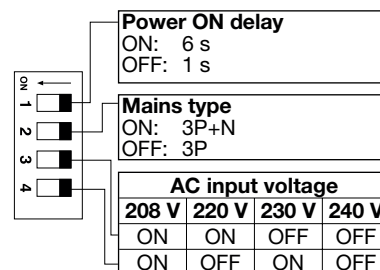 Power ON delay
ON: 6 s
OFF: 1 s
ON
1
2
3
4
Mains type
ON: 3P+N
OFF: 3P
AC input voltage
208 V 220 V 230 V 240 V
ON ON OFF OFF
ON OFF ON OFF